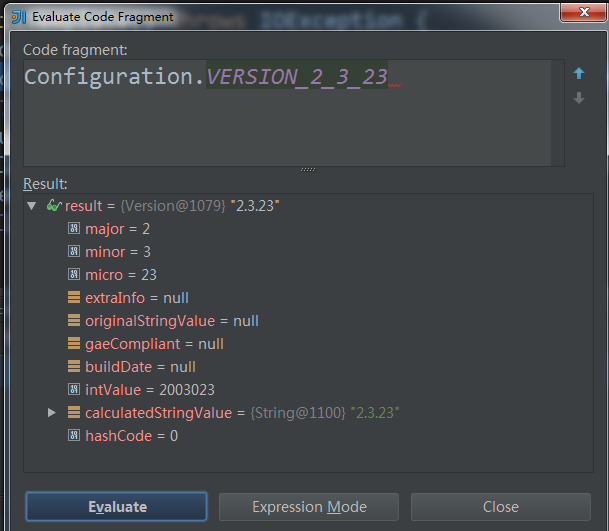 Evaluate Code Fragment
Code fragment:
Configuration.VERSION_2_3_23
Result:
result = {Version@1079} "2.3.23"
major = 2
minor = 3
micro = 23
extraInfo = null
originalStringValue = null
gaeCompliant = null
buildDate = null
intValue = 2003023
calculatedStringValue = {String@1100} "2.3.23"
hashCode = 0
Evaluate Expression Mode Close